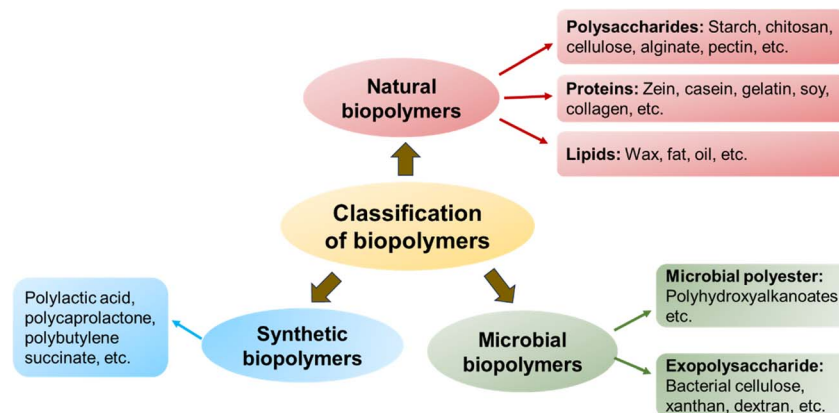 Polysaccharides: Starch, chitosan,
cellulose, alginate, pectin, etc.
Natural
biopolymers
Proteins: Zein, casein, gelatin, soy,
collagen, etc.
Lipids: Wax, fat, oil, etc.
Classification
of biopolymers
Polylactic acid,
polycaprolactone,
polybutylene
succinate, etc.
Synthetic
biopolymers
Microbial
biopolymers
Microbial polyester:
Polyhydroxyalkanoates
etc.
Exopolysaccharide:
Bacterial cellulose,
xanthan, dextran, etc.